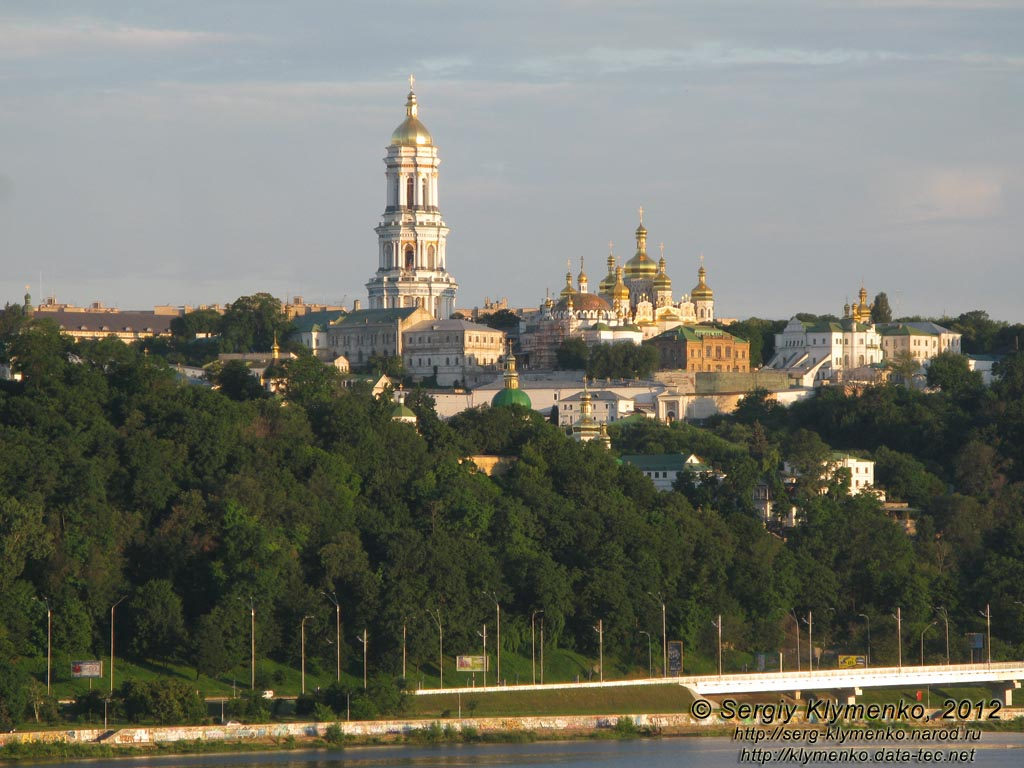 © Sergiy Klymenko, 2012
http://serg-klymenko.narod.ru
http://klymenko.data-tec.net